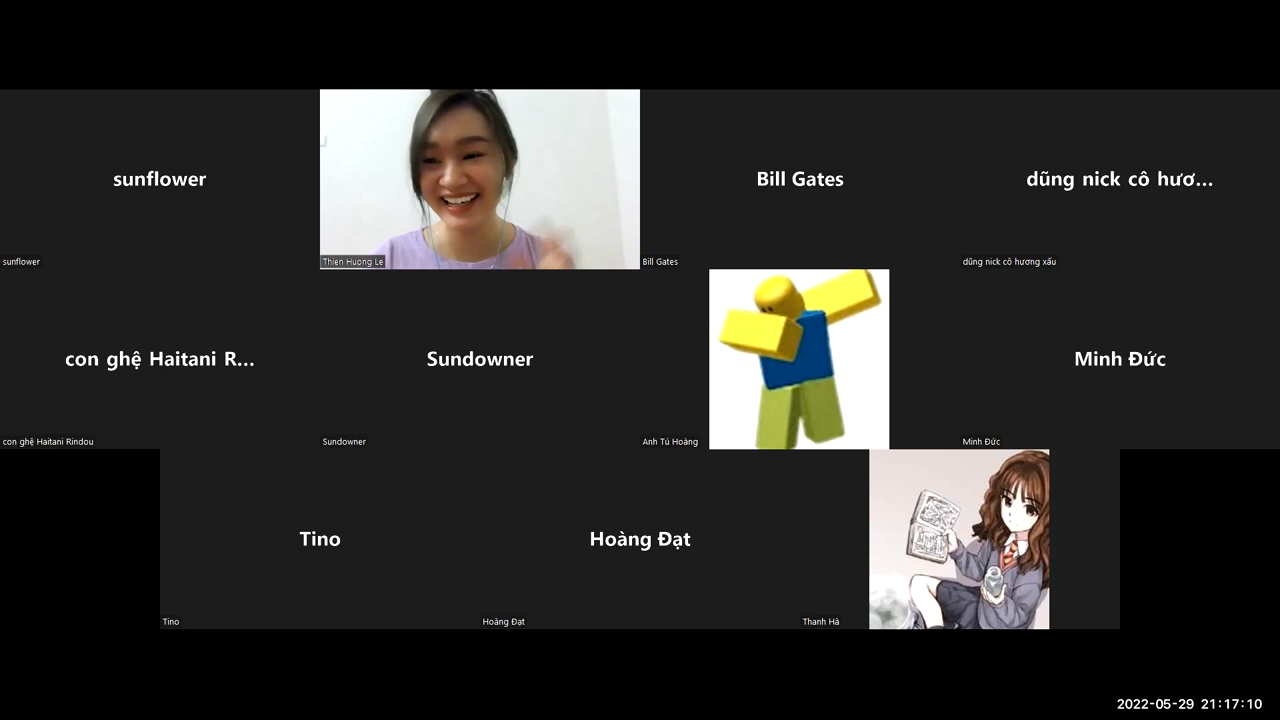 sunflower
sunflower
Thien Huong Le
Bill Gates
Bill Gates
dũng nick cô hươ...
dũng nick cô hương xấu
con ghệ Haitani R...
con ghệ Haitani Rindou
Sundowner
Sundowner
Anh Tú Hoàng
Minh Đức
Minh Đức
Tino
Tino
Hoàng Đạt
Hoàng Đạt
Thanh Hà
2022-05-29 21:17:10